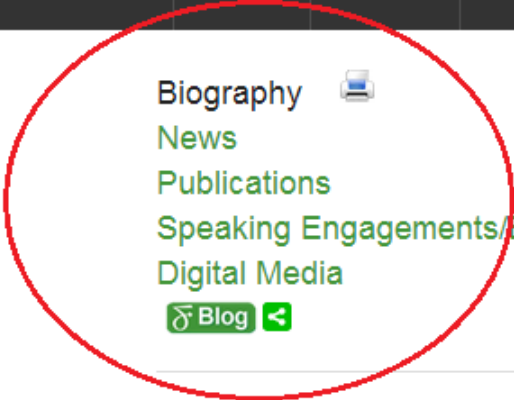 Biography
News
Publications
Speaking Engagements/
Digital Media
Blog